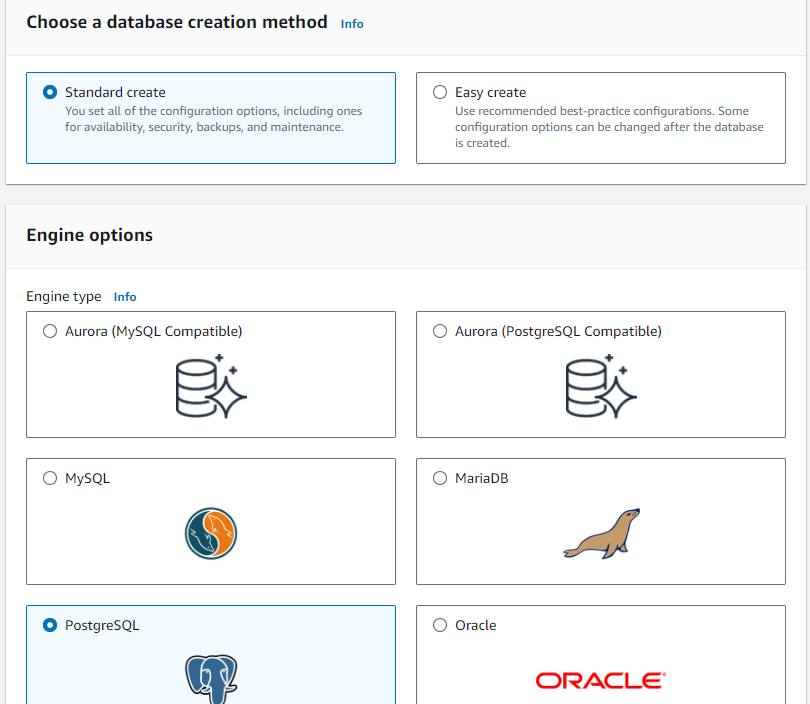 Choose a database creation method Info
Standard create
You set all of the configuration options, including ones
for availability, security, backups, and maintenance.
Easy create
Use recommended best-practice configurations. Some
configuration options can be changed after the database
is created.
Engine options
Engine type Info
Aurora (MySQL Compatible)
Aurora (PostgreSQL Compatible)
MySQL
MariaDB
PostgreSQL
Oracle
ORACLE